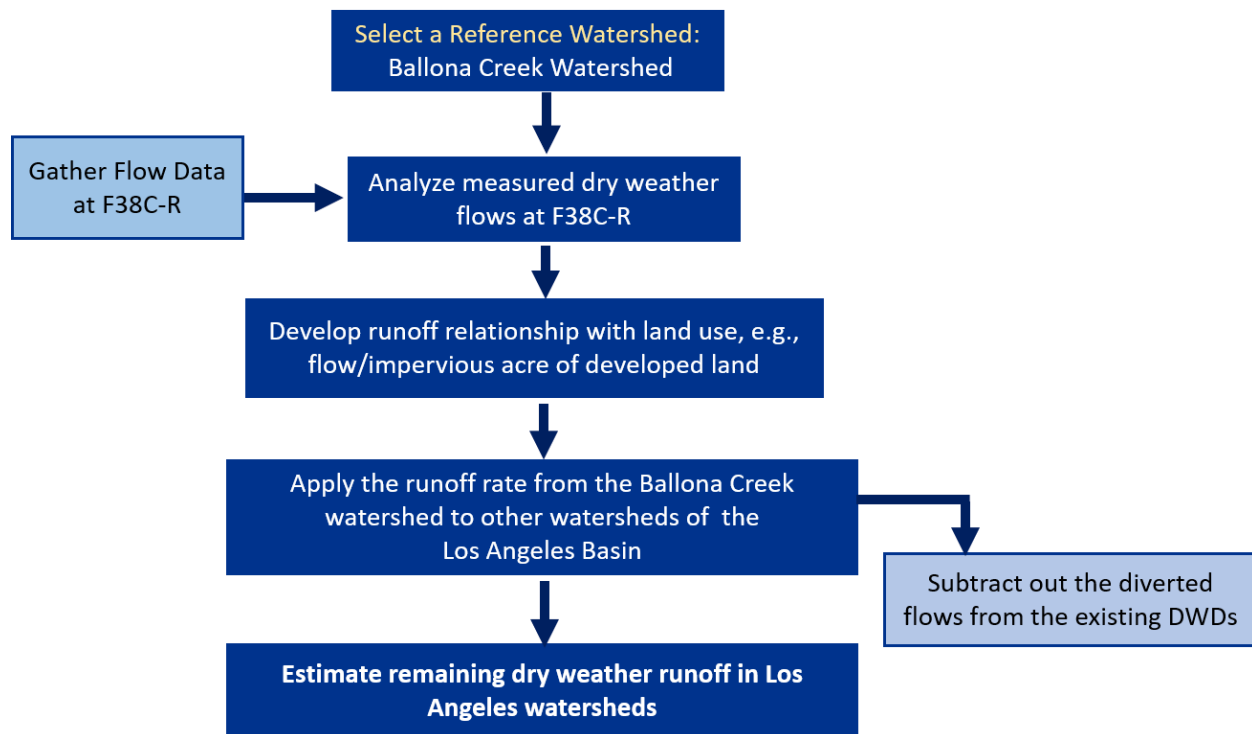 Select a Reference Watershed:
Ballona Creek Watershed
Gather Flow Data
at F38C-R
Analyze measured dry weather
flows at F38C-R
Develop runoff relationship with land use, e.g.,
flow/impervious acre of developed land
Apply the runoff rate from the Ballona Creek
watershed to other watersheds of the
Los Angeles Basin
Subtract out the diverted
flows from the existing DWDs
Estimate remaining dry weather runoff in Los
Angeles watersheds